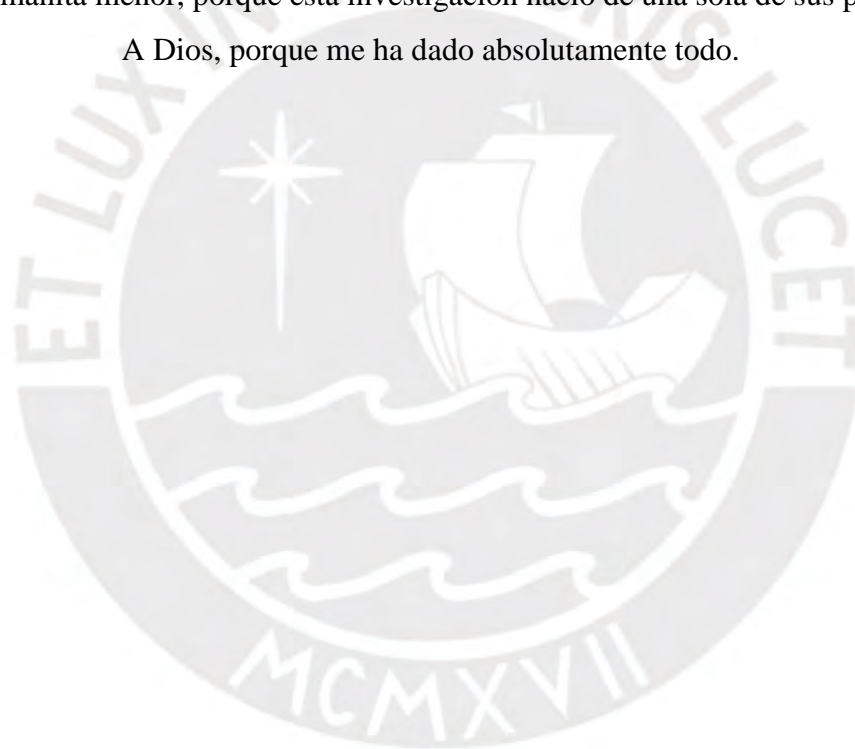 manita menor, porque esta investigación nació de una sola de sus p
A Dios, porque me ha dado absolutamente todo.
ET LUX IN
LUCET
MCMXVII